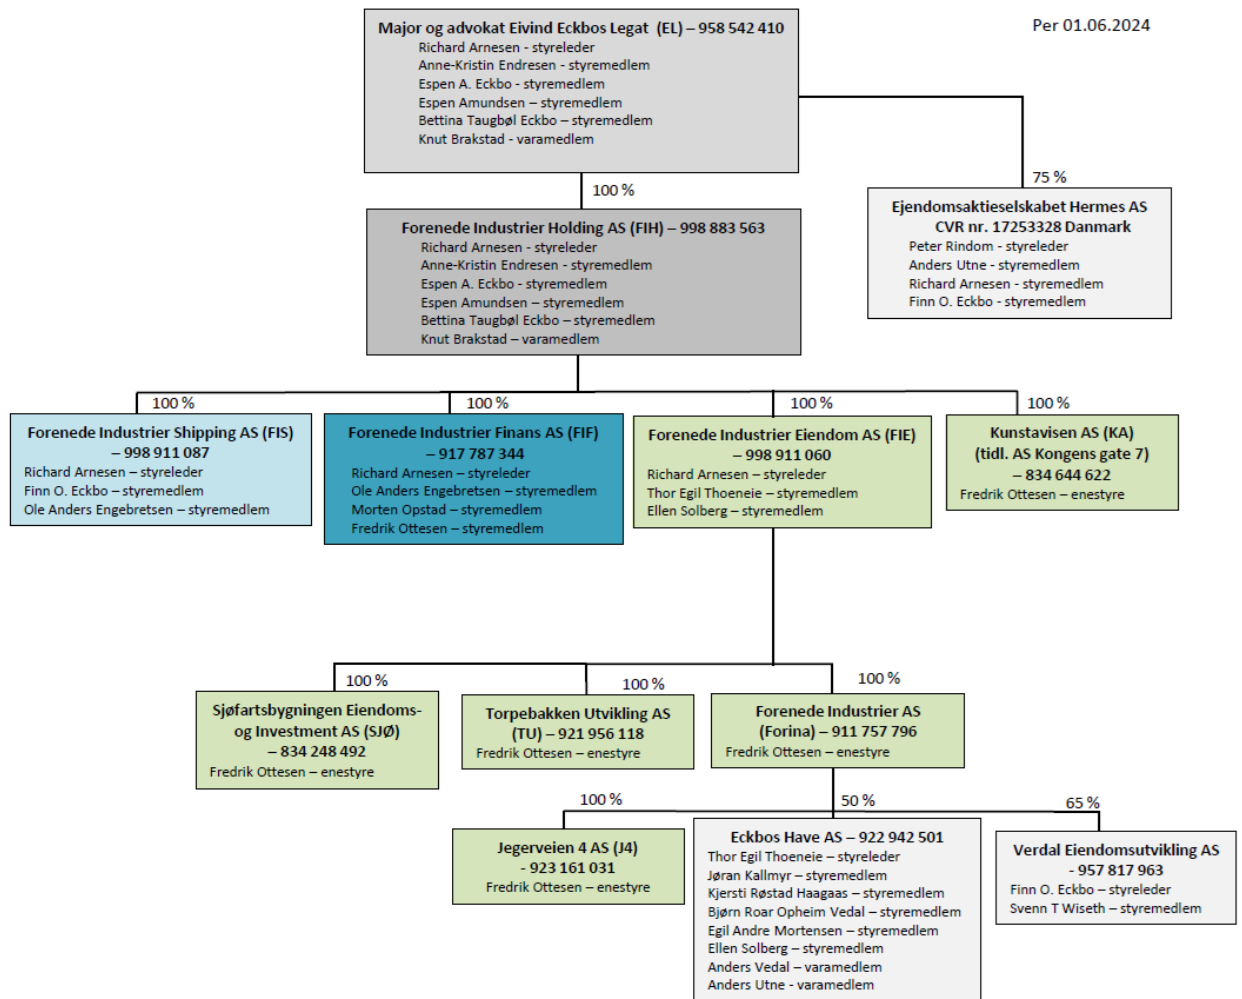 Per 01.06.2024
Major og advokat Eivind Eckbos Legat (EL) – 958 542 410
Richard Arnesen - styreleder
Anne-Kristin Endresen - styremedlem
Espen A. Eckbo - styremedlem
Espen Amundsen – styremedlem
Bettina Taugbøl Eckbo – styremedlem
Knut Brakstad - varamedlem
100 %
75 %
Ejendomsaktieselskabet Hermes AS
CVR nr. 17253328 Danmark
Peter Rindom - styreleder
Anders Utne - styremedlem
Richard Arnesen - styremedlem
Finn O. Eckbo - styremedlem
Forenede Industrier Holding AS (FIH) – 998 883 563
Richard Arnesen - styreleder
Anne-Kristin Endresen - styremedlem
Espen A. Eckbo - styremedlem
Espen Amundsen – styremedlem
Bettina Taugbøl Eckbo – styremedlem
Knut Brakstad – varamedlem
100 %
Forenede Industrier Shipping AS (FIS)
– 998 911 087
Richard Arnesen – styreleder
Finn O. Eckbo – styremedlem
Ole Anders Engebretsen – styremedlem
100 %
Forenede Industrier Finans AS (FIF)
– 917 787 344
Richard Arnesen – styreleder
Ole Anders Engebretsen – styremedlem
Morten Opstad – styremedlem
Fredrik Ottesen – styremedlem
100 %
Forenede Industrier Eiendom AS (FIE)
– 998 911 060
Richard Arnesen – styreleder
Thor Egil Thoeneie – styremedlem
Ellen Solberg – styremedlem
100 %
Kunstavisen AS (KA)
(tidl. AS Kongens gate 7)
– 834 644 622
Fredrik Ottesen – enestyre
100 %
Sjøfartsbygningen Eiendoms-
og Investment AS (SJØ)
– 834 248 492
Fredrik Ottesen – enestyre
100 %
Torpebakken Utvikling AS
(TU) – 921 956 118
Fredrik Ottesen – enestyre
100 %
Forenede Industrier AS
(Forina) – 911 757 796
Fredrik Ottesen – enestyre
100 %
Jegerveien 4 AS (J4)
- 923 161 031
Fredrik Ottesen – enestyre
50 %
Eckbos Have AS – 922 942 501
Thor Egil Thoeneie – styreleder
Jøran Kallmyr – styremedlem
Kjersti Røstad Haagaas – styremedlem
Bjørn Roar Opheim Vedal – styremedlem
Egil Andre Mortensen – styremedlem
Ellen Solberg – styremedlem
Anders Vedal – varamedlem
Anders Utne - varamedlem
65 %
Verdal Eiendomsutvikling AS
- 957 817 963
Finn O. Eckbo – styreleder
Svenn T Wiseth – styremedlem